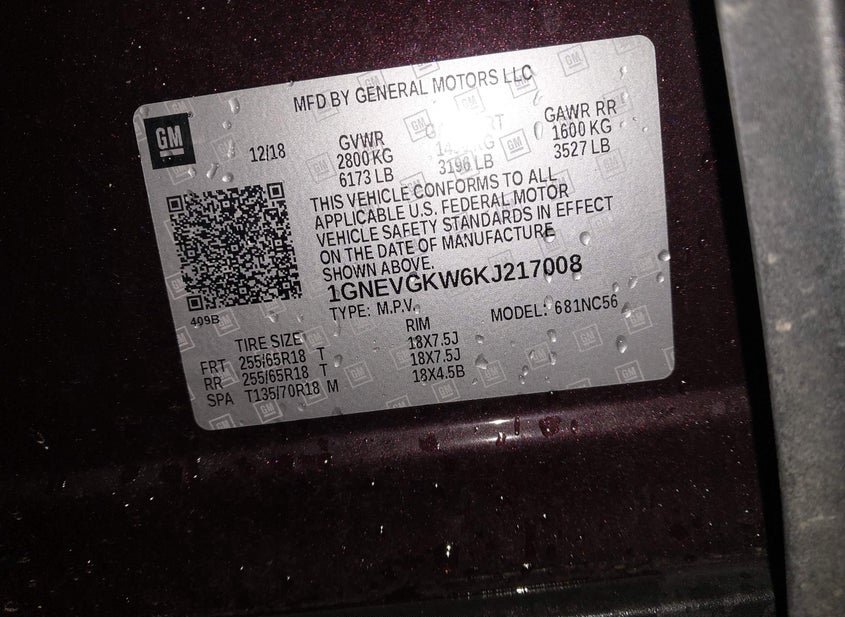 MFD BY GENERAL MOTORS LLC
GM
12/18
GVWR
2800 KG
6173 LB
3196 LB
GAWR RR
1600 KG
3527 LB
THIS VEHICLE CONFORMS TO ALL
APPLICABLE U.S. FEDERAL MOTOR
VEHICLE SAFETY STANDARDS IN EFFECT
ON THE DATE OF MANUFACTURE
SHOWN ABOVE.
1GNEVGKW6KJ217008
TYPE: M.P.V. MODEL: 681NC56
409B
TIRE SIZE RIM
FRT 255/65R18 T 18X7.5J
RR 255/65R18 T 18X7.5J
SPA T135/70R18 M 18X4.5B